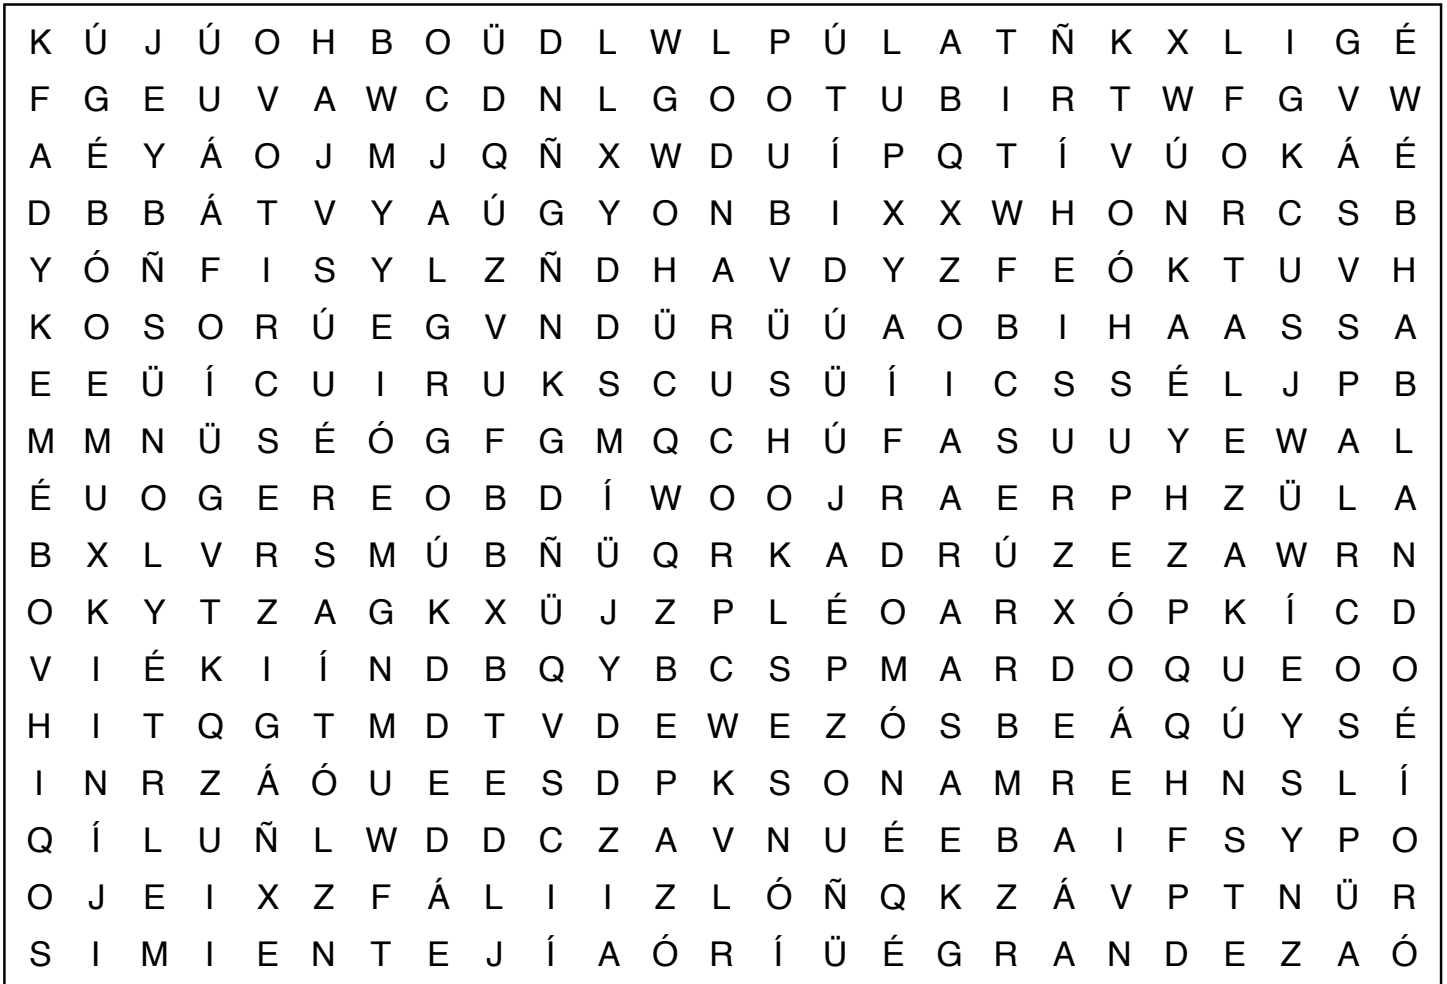 K Ú J Ú O H B O Ü D L W L P Ú L A T Ñ K X L I G É
F G E U V A W C D N L G O O T U B I R T W F G V W
A É Y Á O J M J Q Ñ X W D U Í P Q T Í V Ú O K Á É
D B B Á T V Y A Ú G Y O N B I X X W H O N R C S B
Y Ó Ñ F I S Y L Z Ñ D H A V D Y Z F E Ó K T U V H
K O S O R Ú E G V N D Ü R Ü Ú A O B I H A A S S A
E E Ü Í C U I R U K S C U S Ü Í I C S S É L J P B
M M N Ü S É Ó G F G M Q C H Ú F A S U U Y E W A L
É U O G E R E O B D Í W O O J R A E R P H Z Ü L A
B X L V R S M Ú B Ñ Ü Q R K A D R Ú Z E Z A W R N
O K Y T Z A G K X Ü J Z P L É O A R X Ó P K Í C D
V I É K I Í N D B Q Y B C S P M A R D O Q U E O O
H I T Q G T M D T V D E W E Z Ó S B E Á Q Ú Y S É
I N R Z Á Ó U E E S D P K S O N A M R E H N S L Í
Q Í L U Ñ L W D D C Z A V N U É E B A I F S Y P O
O J E I X Z F Á L I I Z L Ó Ñ Q K Z Á V P T N Ü R
S I M I E N T E J Í A Ó R Í Ü É G R A N D E Z A Ó